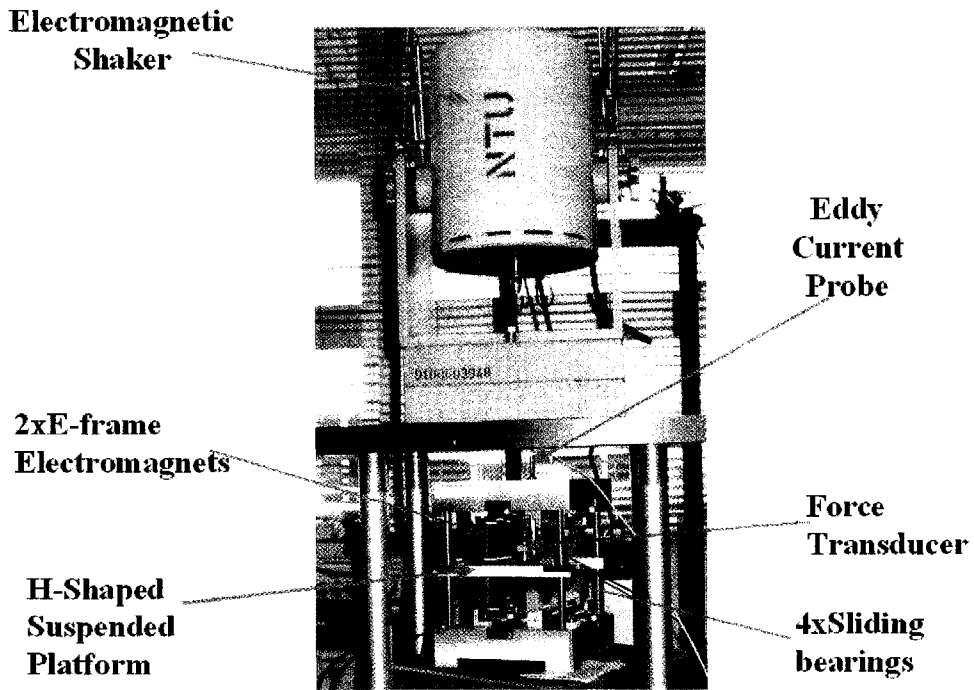 Electromagnetic
Shaker
NTU
Eddy
Current
Probe
2xE-frame
Electromagnets
Force
Transducer
H-Shaped
Suspended
Platform
4xSliding
bearings